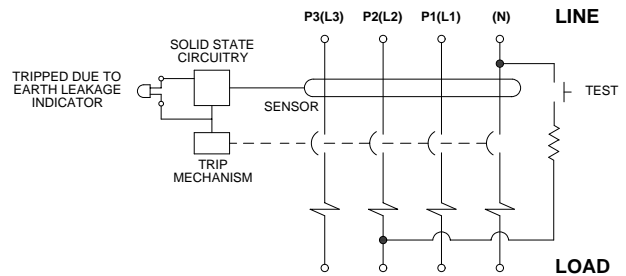 P3(L3) P2(L2) P1(L1) (N) LINE
SOLID STATE
CIRCUITRY
TRIPPED DUE TO
EARTH LEAKAGE
INDICATOR
SENSOR
TEST
TRIP
MECHANISM
LOAD